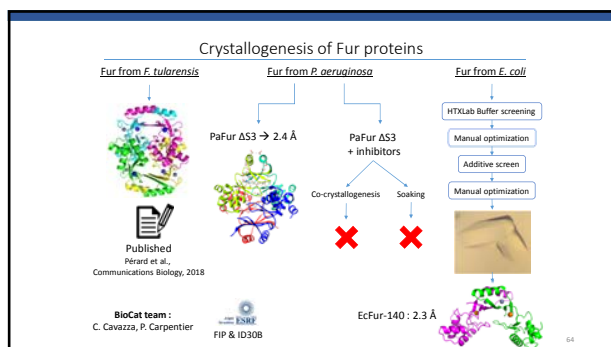 Crystallogenesis of Fur proteins
Fur from F. tularensis
Fur from P. aeruginosa
Fur from E. coli
HTXLab Buffer screening
Manual optimization
Additive screen
Manual optimization
PaFur ΔS3 → 2.4 Å
PaFur ΔS3
+ inhibitors
Co-crystallogenesis
Soaking
Published
Pérard et al.,
Communications Biology, 2018
BioCat team :
C. Cavazza, P. Carpentier
ESRF
FIP & ID30B
EcFur-140 : 2.3 Å
64